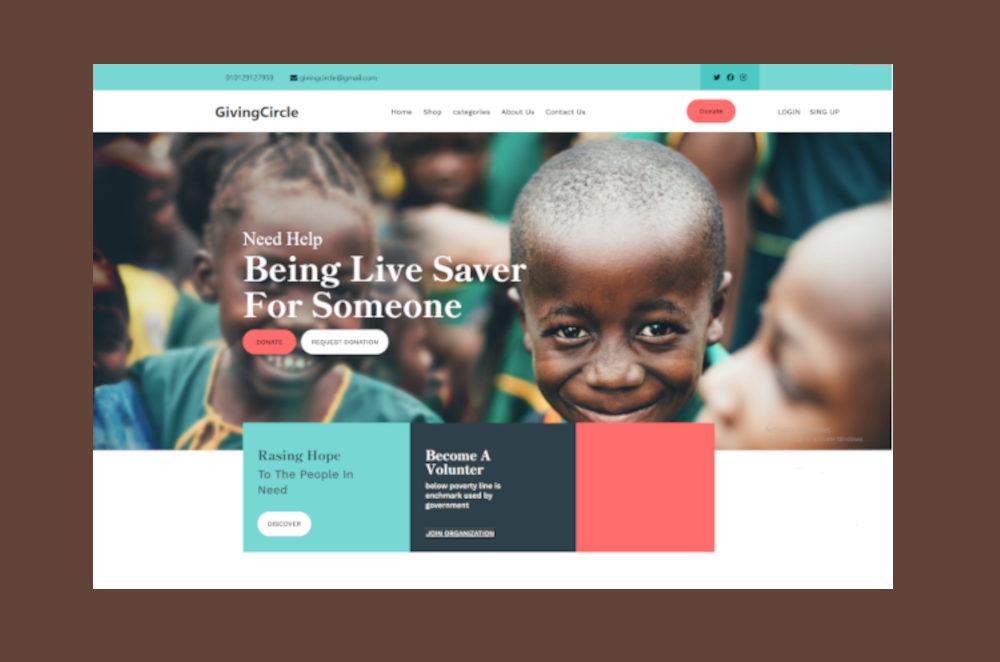 givingcircle@gmail.com
GivingCircle
Home Shop categories About Us Contact Us
Donate
LOGIN SING UP
Need Help
Being Live Saver
For Someone
DONATE REQUEST DONATION
Rasing Hope
To The People In
Need
DISCOVER
Become A
Volunter
below poverty line is
enchmark used by
government
JOIN ORGANIZATION